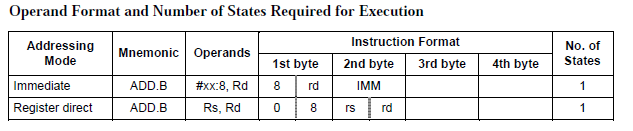 Operand Format and Number of States Required for Execution
Addressing Mode Mnemonic Operands Instruction Format No. of States
1st byte 2nd byte 3rd byte 4th byte
Immediate ADD.B #xx:8, Rd 8 rd IMM 1
Register direct ADD.B Rs, Rd 0 8 rs rd 1